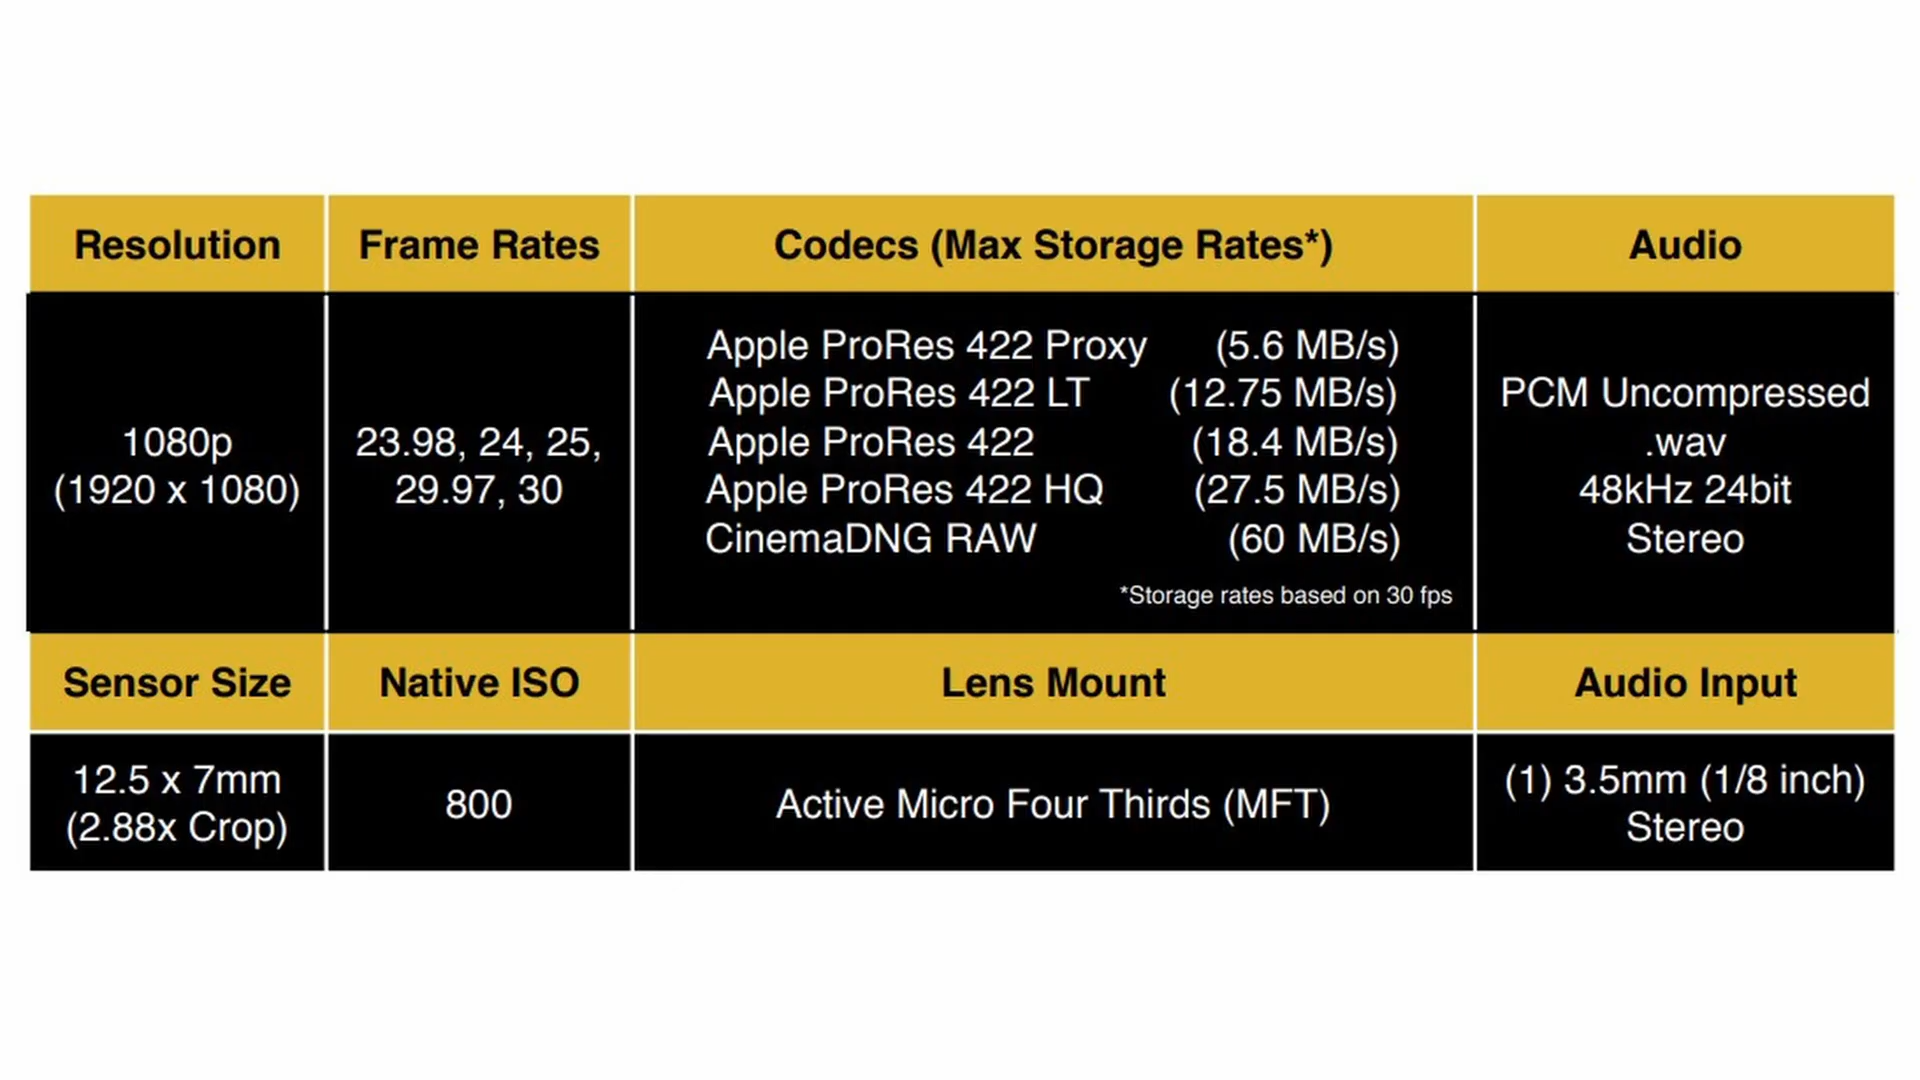 Resolution
Frame Rates
Codecs (Max Storage Rates*)
Audio
1080p
(1920 x 1080)
23.98, 24, 25,
29.97, 30
Apple ProRes 422 Proxy (5.6 MB/s)
Apple ProRes 422 LT (12.75 MB/s)
Apple ProRes 422 (18.4 MB/s)
Apple ProRes 422 HQ (27.5 MB/s)
CinemaDNG RAW (60 MB/s)
*Storage rates based on 30 fps
PCM Uncompressed
.wav
48kHz 24bit
Stereo
Sensor Size
Native ISO
Lens Mount
Audio Input
12.5 x 7mm
(2.88x Crop)
800
Active Micro Four Thirds (MFT)
(1) 3.5mm (1/8 inch)
Stereo